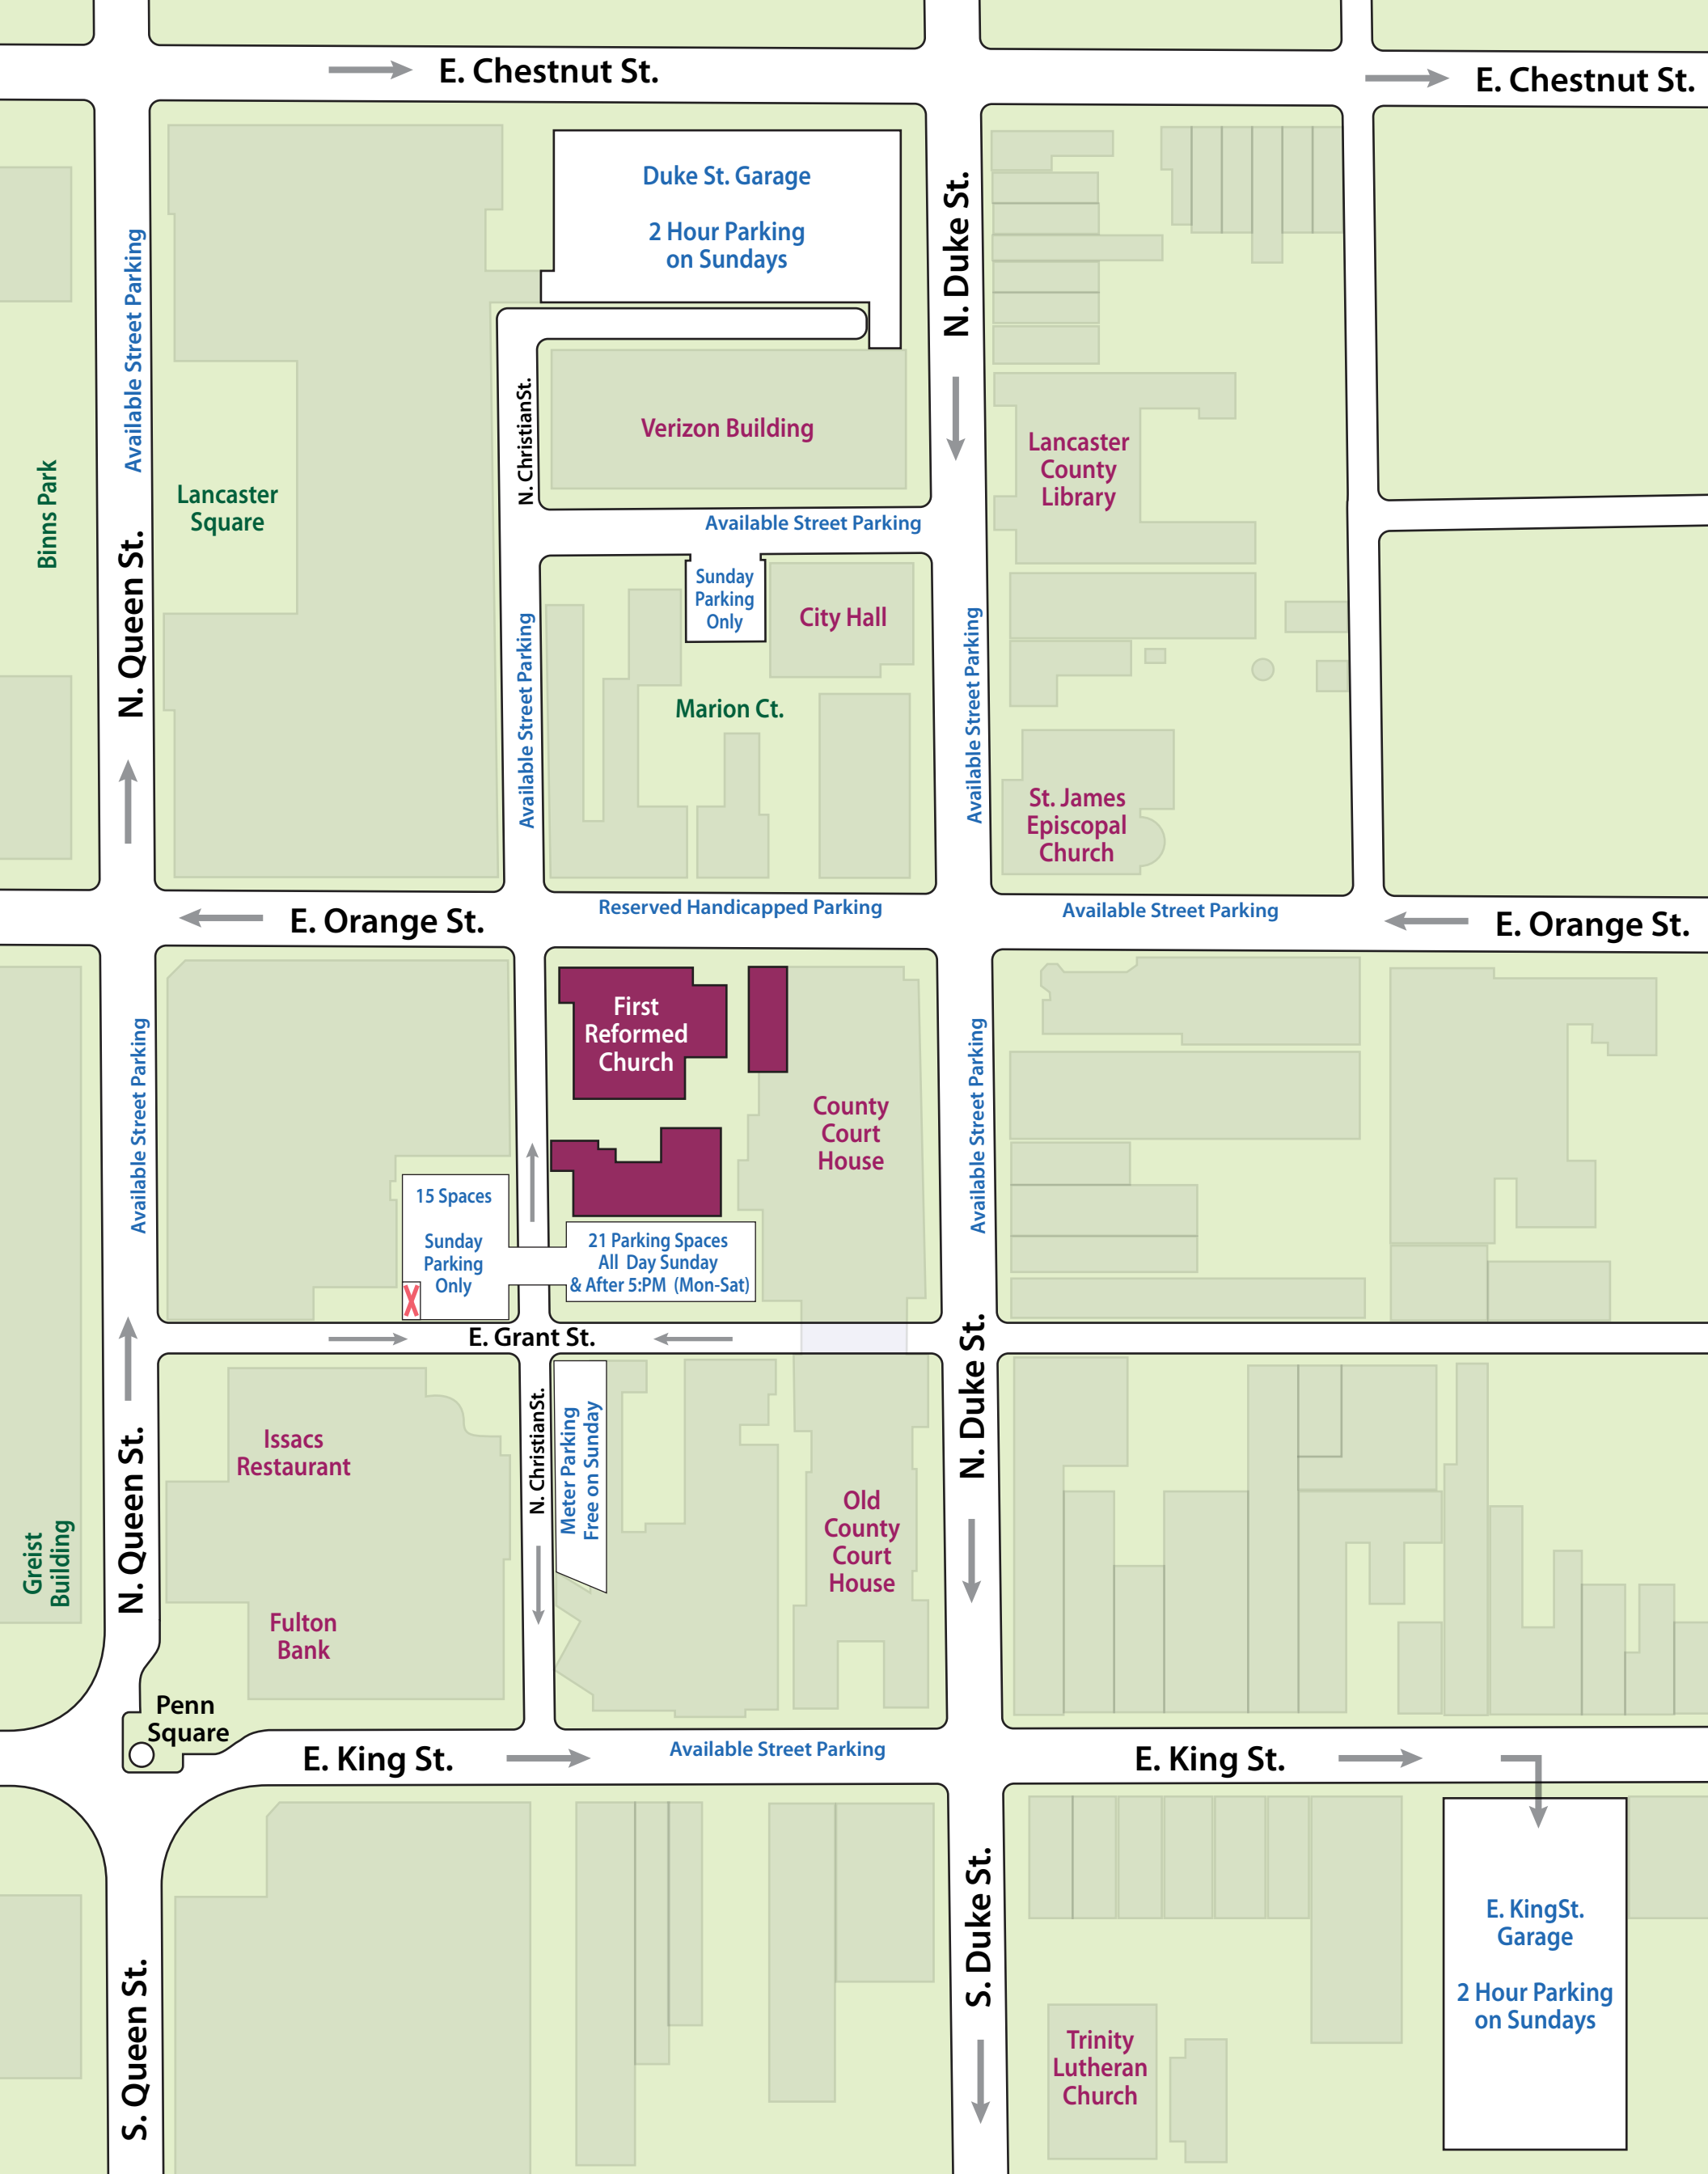 E. Chestnut St.
E. Chestnut St.
Duke St. Garage
2 Hour Parking
on Sundays
N. Duke St.
Available Street Parking
N. ChristianSt.
Verizon Building
Lancaster
County
Library
Binns Park
Lancaster
Square
N. Queen St.
Available Street Parking
Sunday
Parking
Only
City Hall
Available Street Parking
Available Street Parking
Marion Ct.
St. James
Episcopal
Church
Reserved Handicapped Parking
Available Street Parking
E. Orange St.
E. Orange St.
First
Reformed
Church
Available Street Parking
Available Street Parking
County
Court
House
15 Spaces
Sunday
Parking
Only
X
21 Parking Spaces
All Day Sunday
& After 5:PM (Mon-Sat)
E. Grant St.
N. Duke St.
N. ChristianSt.
Meter Parking
Free on Sunday
Issacs
Restaurant
N. Queen St.
Greist
Building
Old
County
Court
House
Fulton
Bank
Penn
Square
E. King St.
Available Street Parking
E. King St.
S. Duke St.
E. KingSt.
Garage
2 Hour Parking
on Sundays
S. Queen St.
Trinity
Lutheran
Church